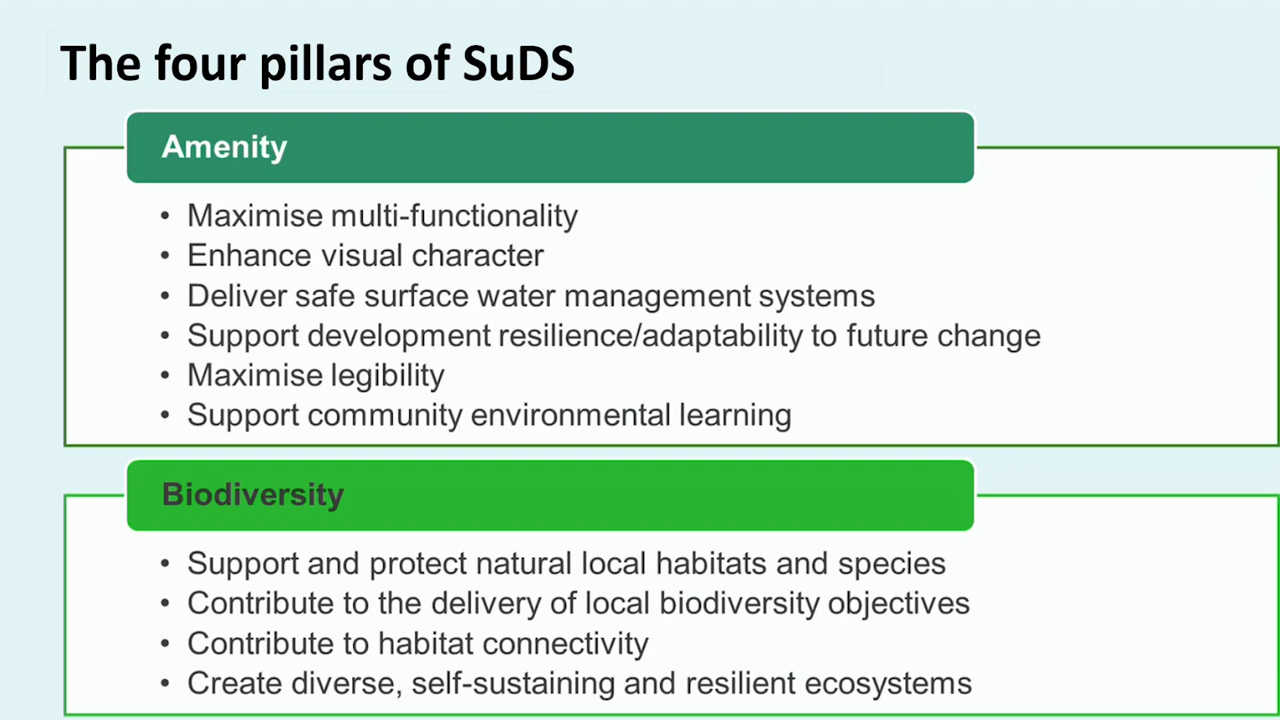 The four pillars of SuDS
Amenity
• Maximise multi-functionality
• Enhance visual character
• Deliver safe surface water management systems
• Support development resilience/adaptability to future change
• Maximise legibility
• Support community environmental learning
Biodiversity
• Support and protect natural local habitats and species
• Contribute to the delivery of local biodiversity objectives
• Contribute to habitat connectivity
• Create diverse, self-sustaining and resilient ecosystems